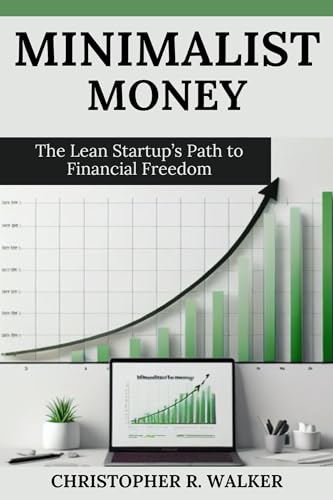 MINIMALIST
MONEY
The Lean Startup's Path to
Financial Freedom
CHRISTOPHER R. WALKER